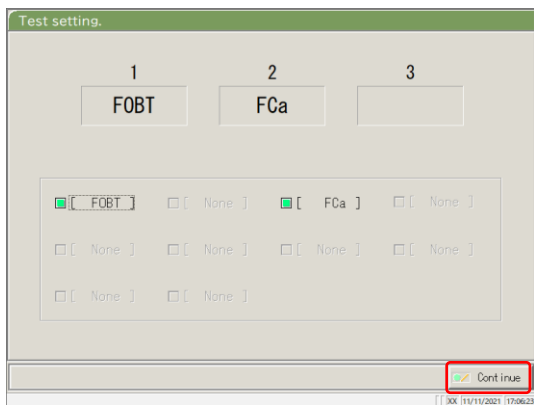 Test setting.
1 2 3
FOBT FCa
[ FOBT ] [ None ] [ FCa ] [ None ]
[ None ] [ None ] [ None ] [ None ]
[ None ] [ None ]
Continue
[ [ XX 11/11/2021 17:06:23